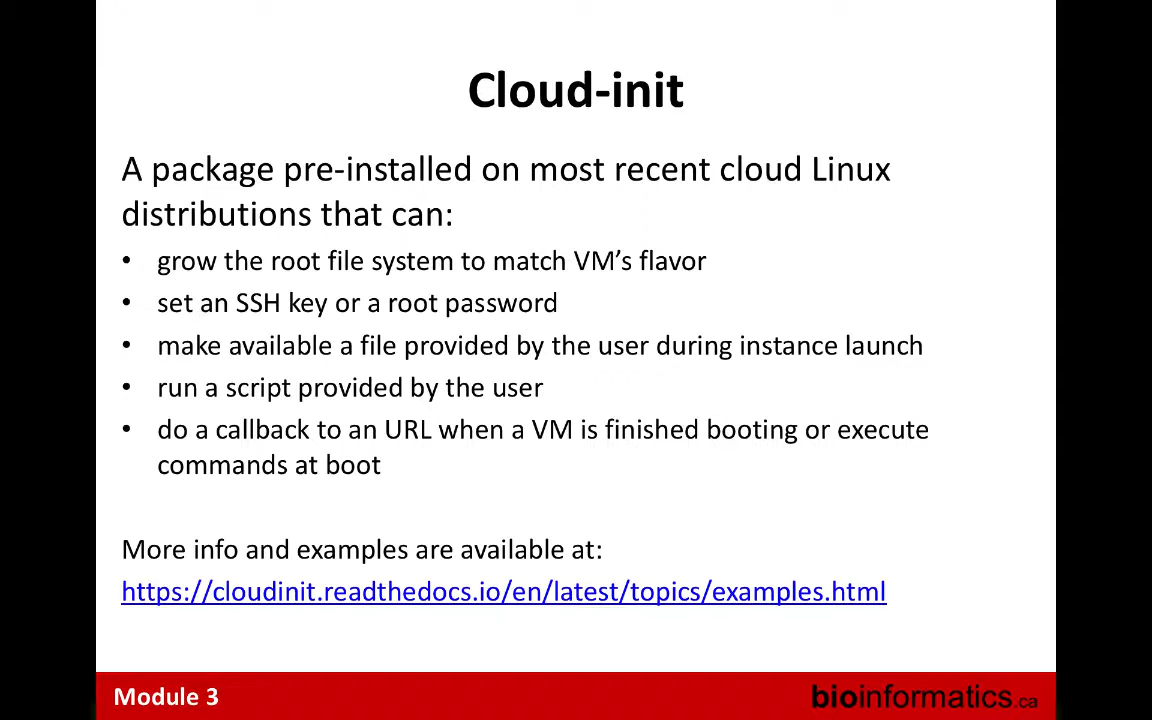 Cloud-init
A package pre-installed on most recent cloud Linux
distributions that can:
• grow the root file system to match VM’s flavor
• set an SSH key or a root password
• make available a file provided by the user during instance launch
• run a script provided by the user
• do a callback to an URL when a VM is finished booting or execute
commands at boot
More info and examples are available at:
https://cloudinit.readthedocs.io/en/latest/topics/examples.html
Module 3
bioinformatics.ca